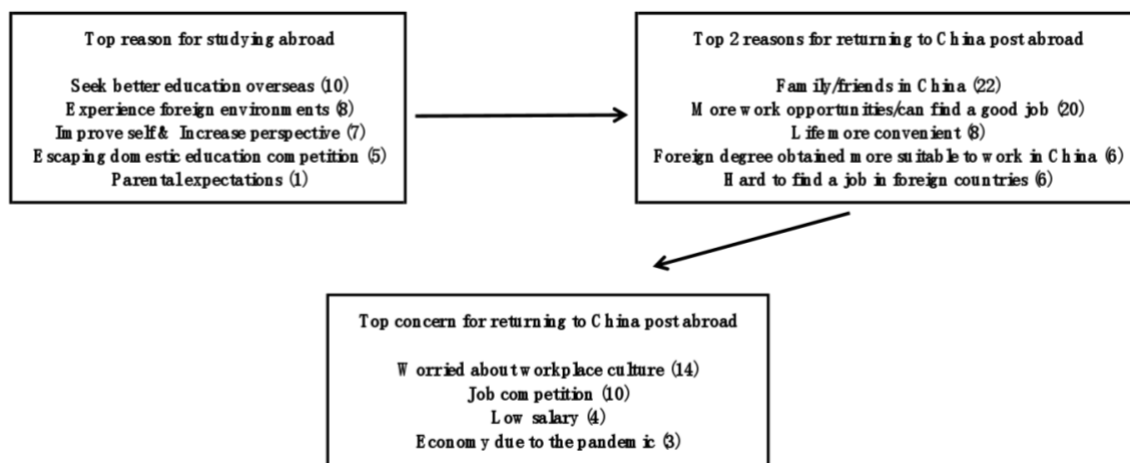 Top reason for studying abroad
Seek better education overseas (10)
Experience foreign environments (8)
Improve self & Increase perspective (7)
Escaping domestic education competition (5)
Parental expectations (1)
Top 2 reasons for returning to China post abroad
Family/friends in China (22)
More work opportunities/can find a good job (20)
Life more convenient (8)
Foreign degree obtained more suitable to work in China (6)
Hard to find a job in foreign countries (6)
Top concern for returning to China post abroad
Worried about workplace culture (14)
Job competition (10)
Low salary (4)
Economy due to the pandemic (3)